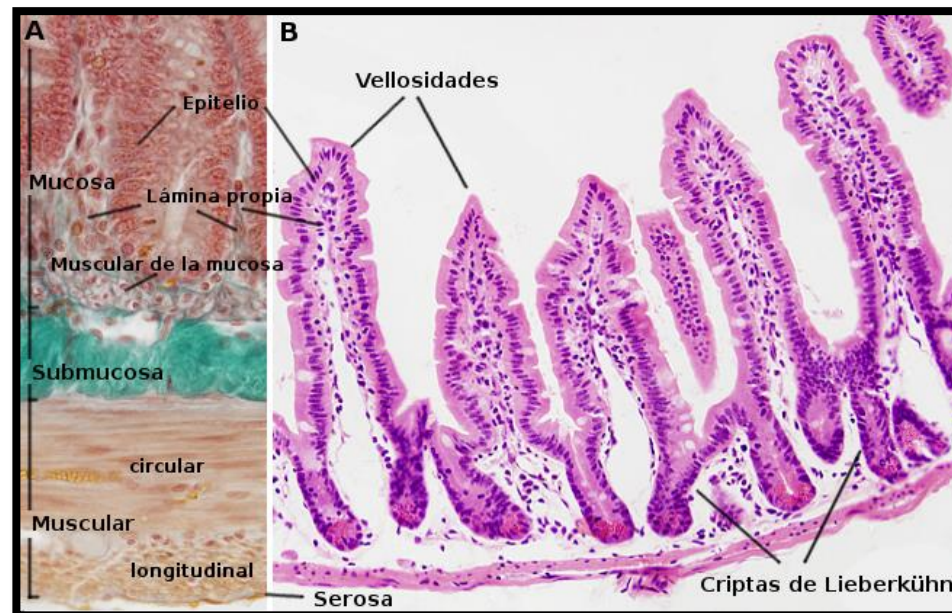 A
B
Vellosidades
Epitelio
Mucosa
Lámina propia
Muscular de la mucosa
Submucosa
circular
Muscular
longitudinal
Serosa
Criptas de Lieberkühn